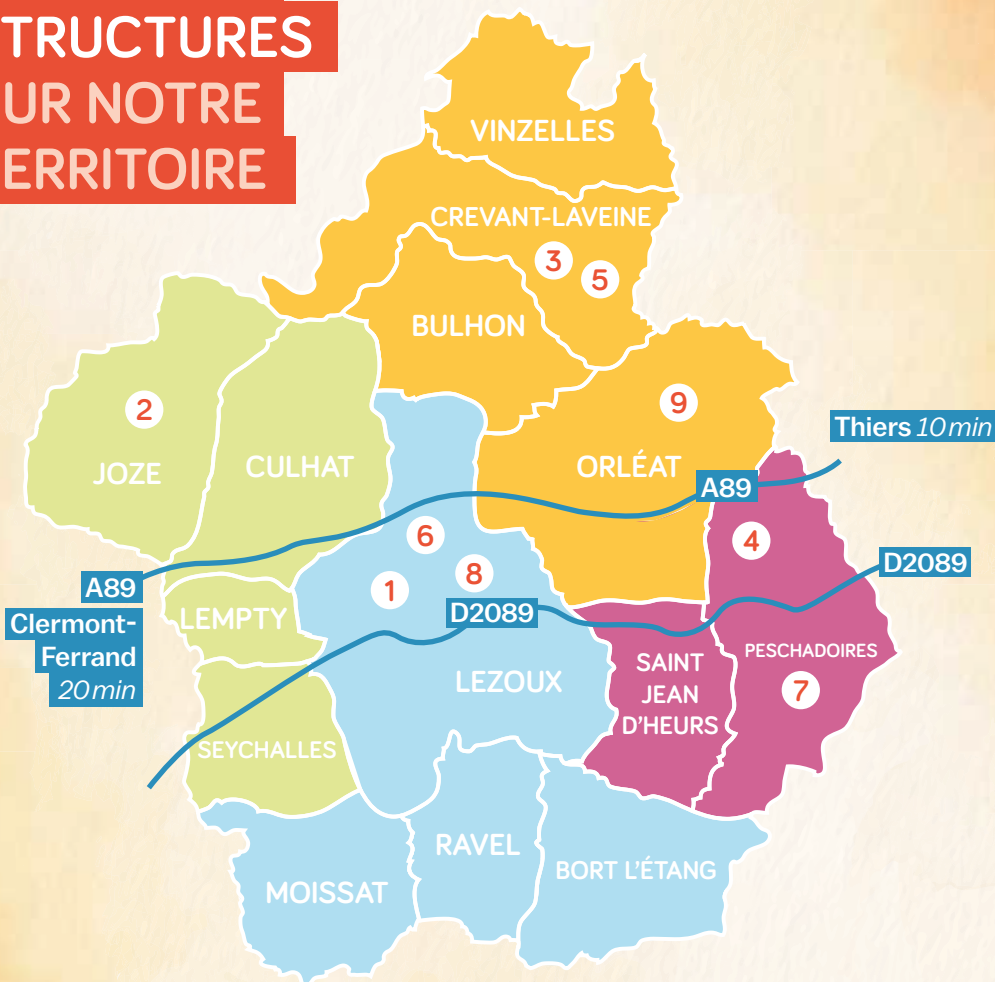 TRUCTURES
UR NOTRE
ERRITOIRE
VINZELLES
CREVANT-LAVEINE
3
5
BULHON
9
2
Thiers 10 min
JOZE
CULHAT
ORLÉAT
A89
6
4
8
1
A89
D2089
D2089
Clermont-
Ferrand
20 min
LEMPTY
PESCHADOIRES
SAINT
JEAN
D'HEURS
LEZOUX
7
SEYCHALLES
RAVEL
BORT L'ÉTANG
MOISSAT